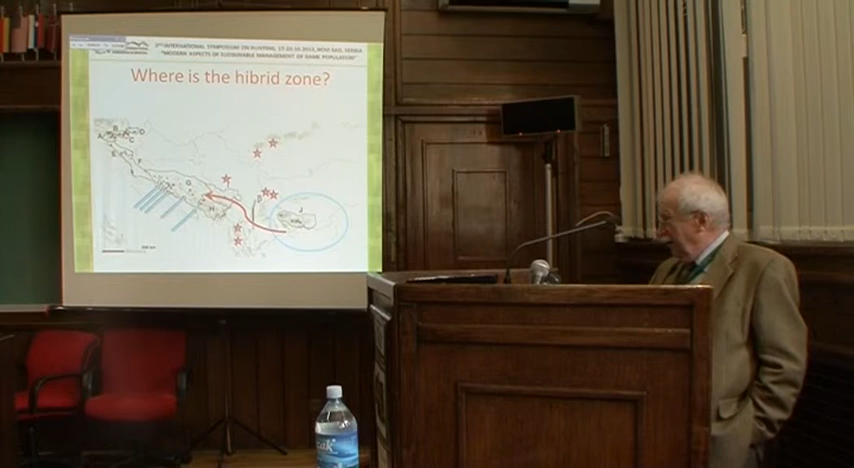 2ND INTERNATIONAL SYMPOSIUM ON HUNTING, 17-20.10.2013, NOVI SAD, SERBIA
"MODERN ASPECTS OF SUSTAINABLE MANAGEMENT OF GAME POPULATION"
Where is the hibrid zone?
A
B
C
D
E
F
G
H
J